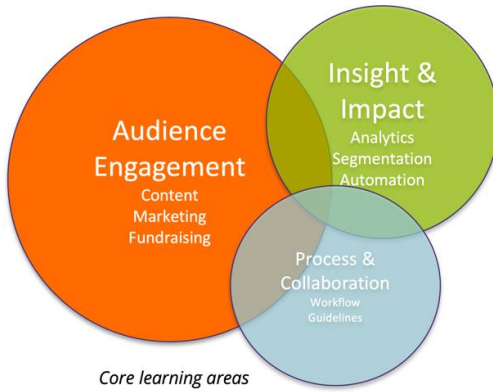 Audience
Engagement
Content
Marketing
Fundraising
Insight &
Impact
Analytics
Segmentation
Automation
Process &
Collaboration
Workflow
Guidelines
Core learning areas